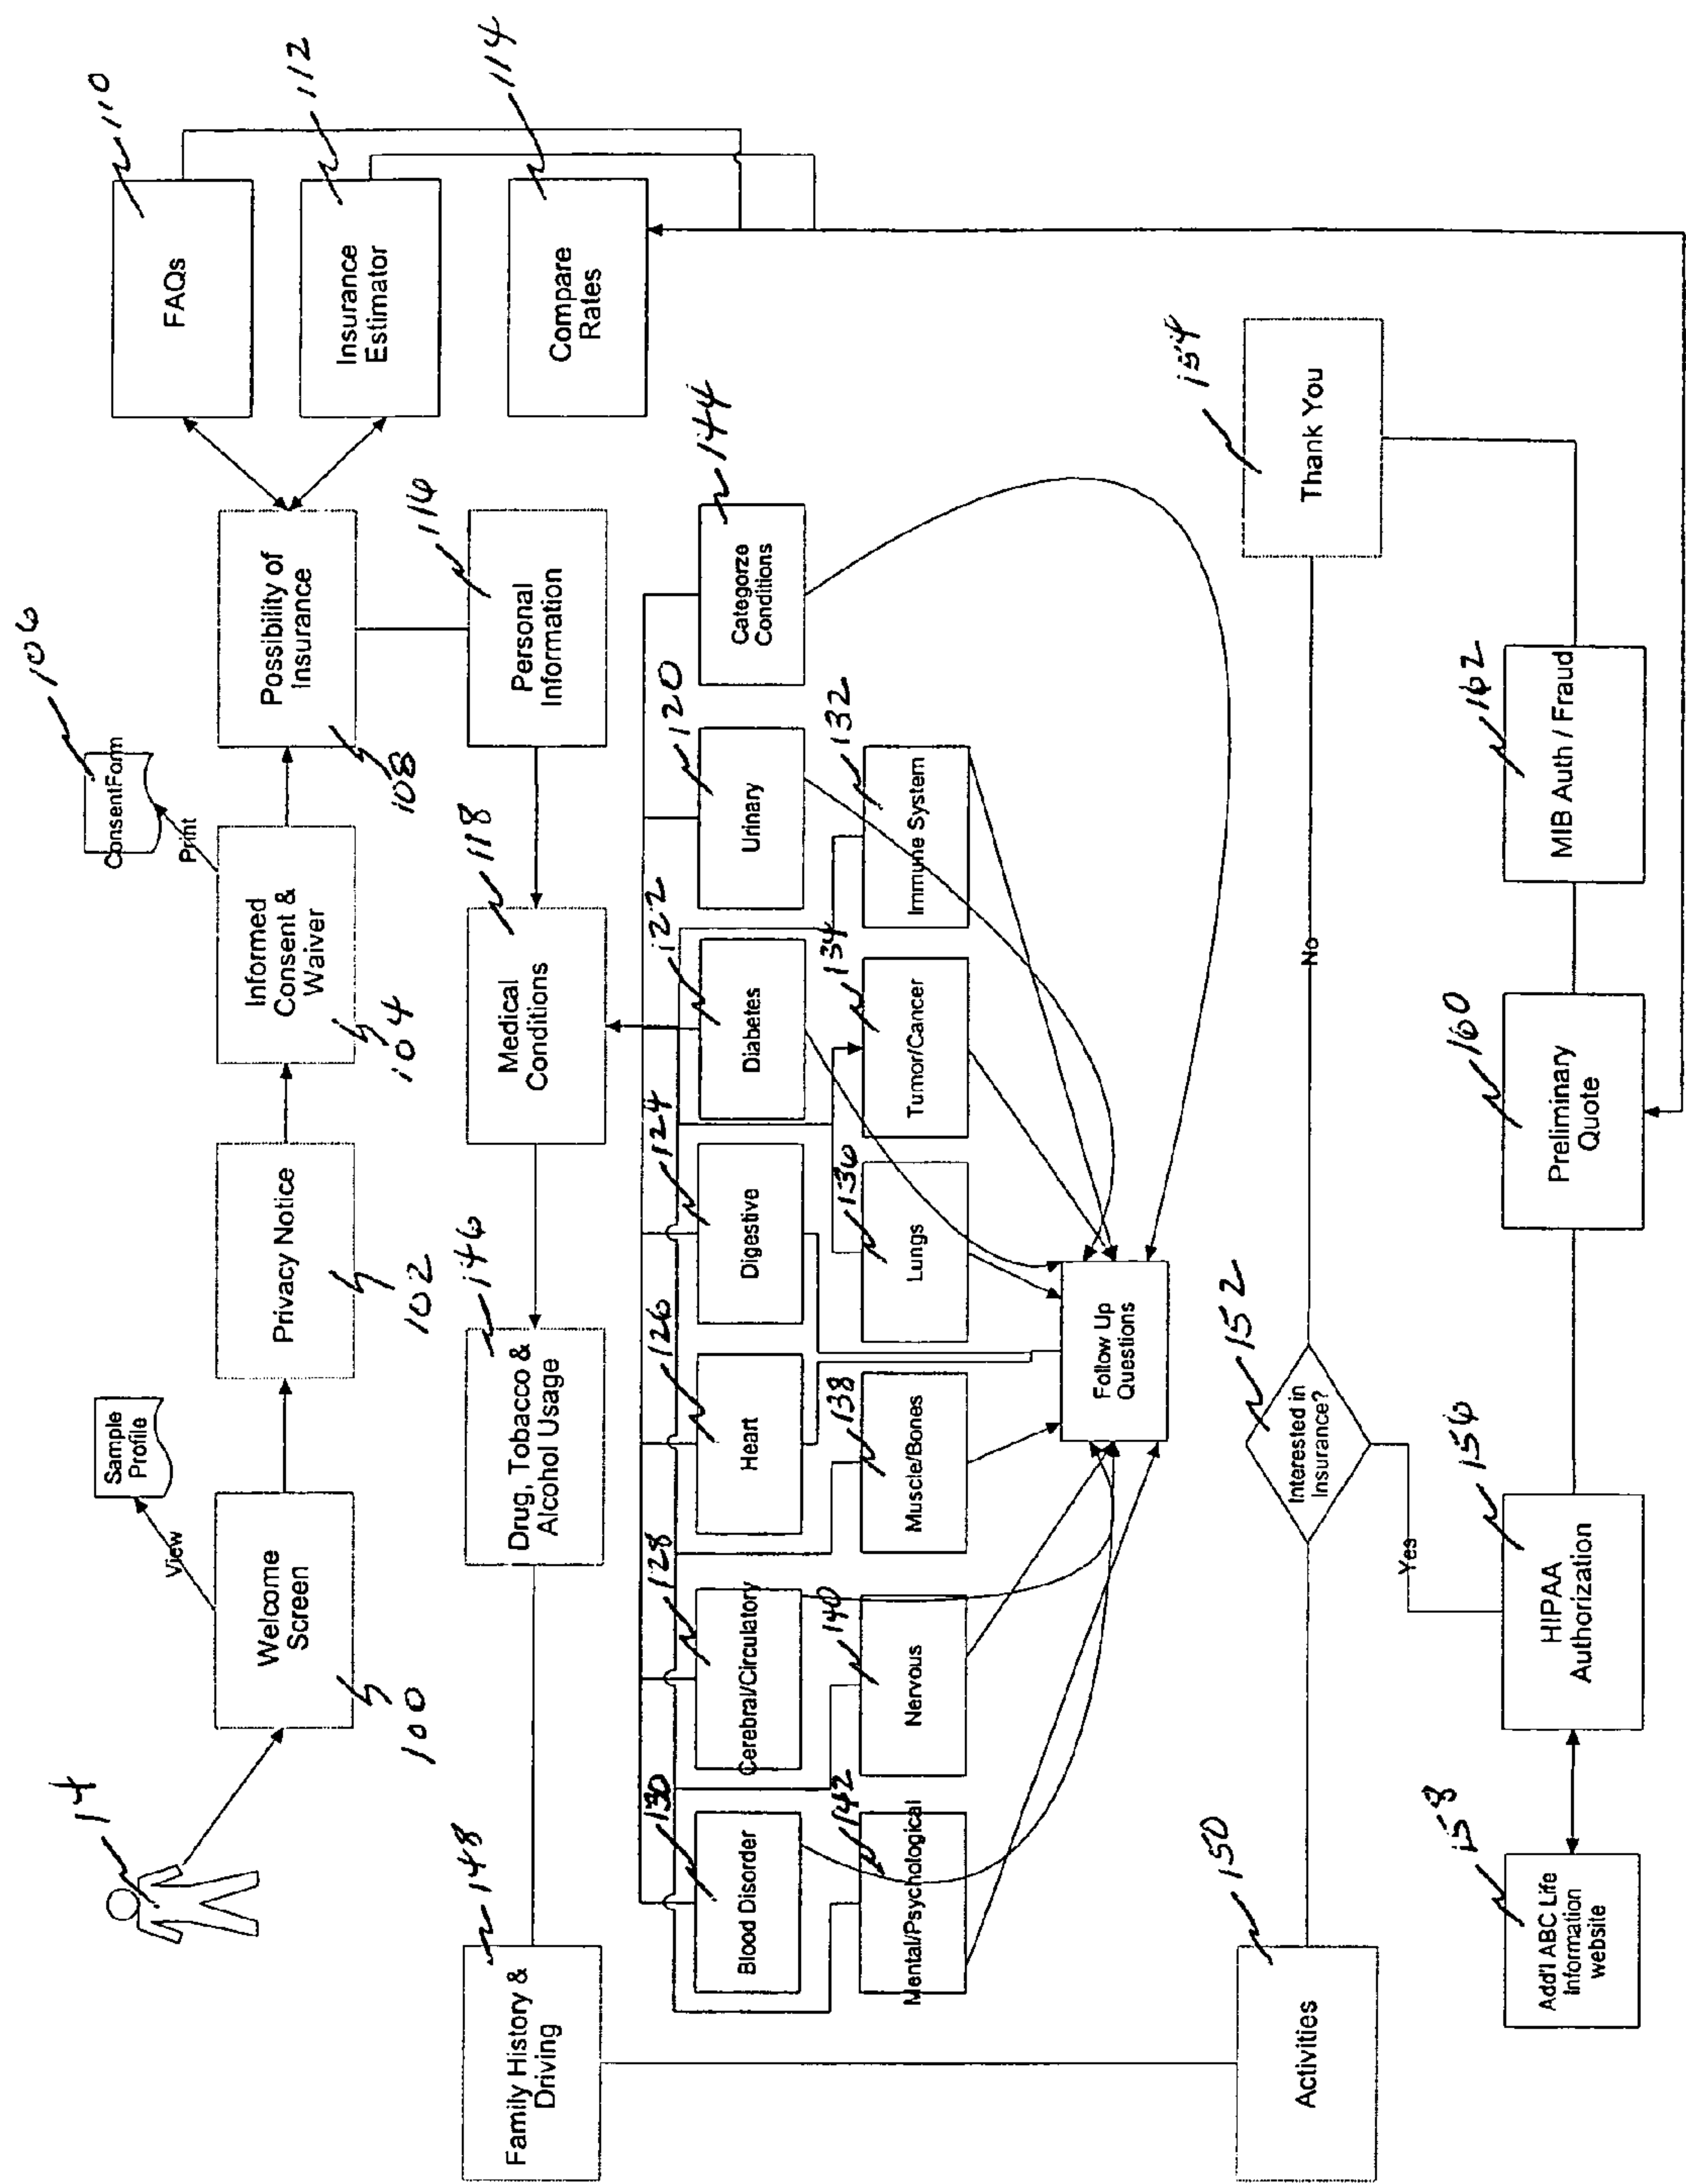 14
View
Sample
Profile
Print
ConsentForm
106
Welcome
Screen
100
Privacy Notice
102
Informed
Consent &
Waiver
104
Possibility of
Insurance
108
FAQs
110
Insurance
Estimator
112
Compare
Rates
114
Family History &
Driving
148
Drug, Tobacco &
Alcohol Usage
146
Medical
Conditions
118
Personal
Information
116
Blood Disorder
130
Cerebral/Circulatory
128
Heart
126
Digestive
124
Diabetes
122
Urinary
120
Categorze
Conditions
144
Mental/Psychological
142
Nervous
140
Muscle/Bones
138
Lungs
136
Tumor/Cancer
134
Immune System
132
Follow Up
Questions
Activities
150
Interested in
Insurance?
152
No
Yes
Thank You
154
Add'l ABC Life
Information
website
158
HIPAA
Authorization
156
Preliminary
Quote
160
MIB Auth / Fraud
162